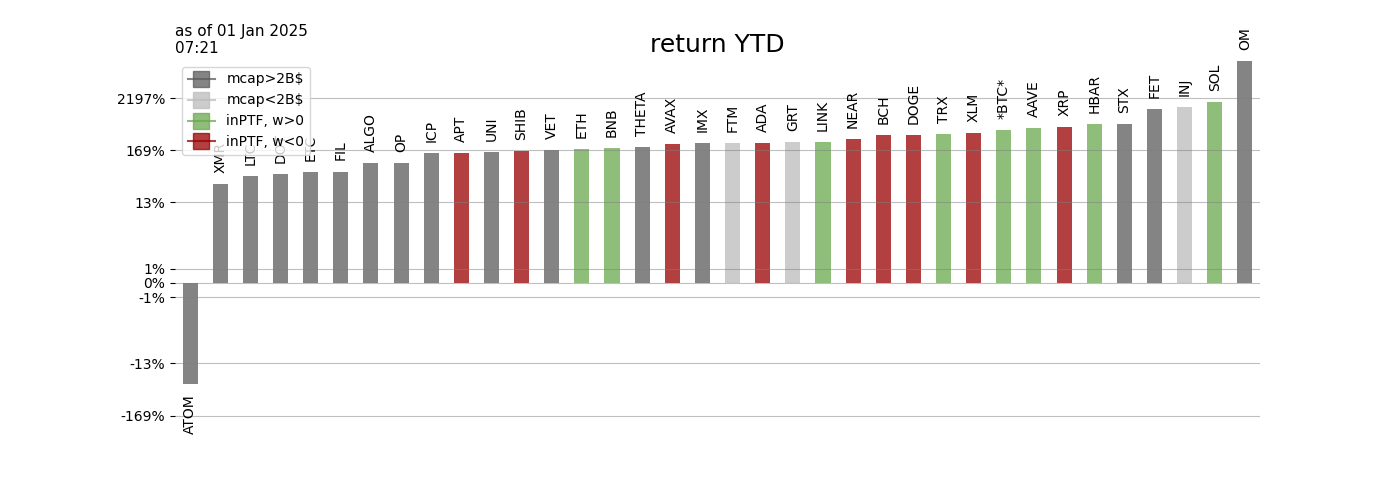 as of 01 Jan 2025
07:21
return YTD
mcap>2B$
mcap<2B$
inPTF, w>0
inPTF, w<0
2197%
169%
13%
1%
0%
-1%
-13%
-169%
ATOM
ETC
FIL
ALGO
OP
ICP
APT
UNI
SHIB
VET
ETH
BNB
THETA
AVAX
IMX
FTM
ADA
GRT
LINK
NEAR
BCH
DOGE
TRX
XLM
*BTC*
AAVE
XRP
HBAR
STX
FET
INJ
SOL
OM